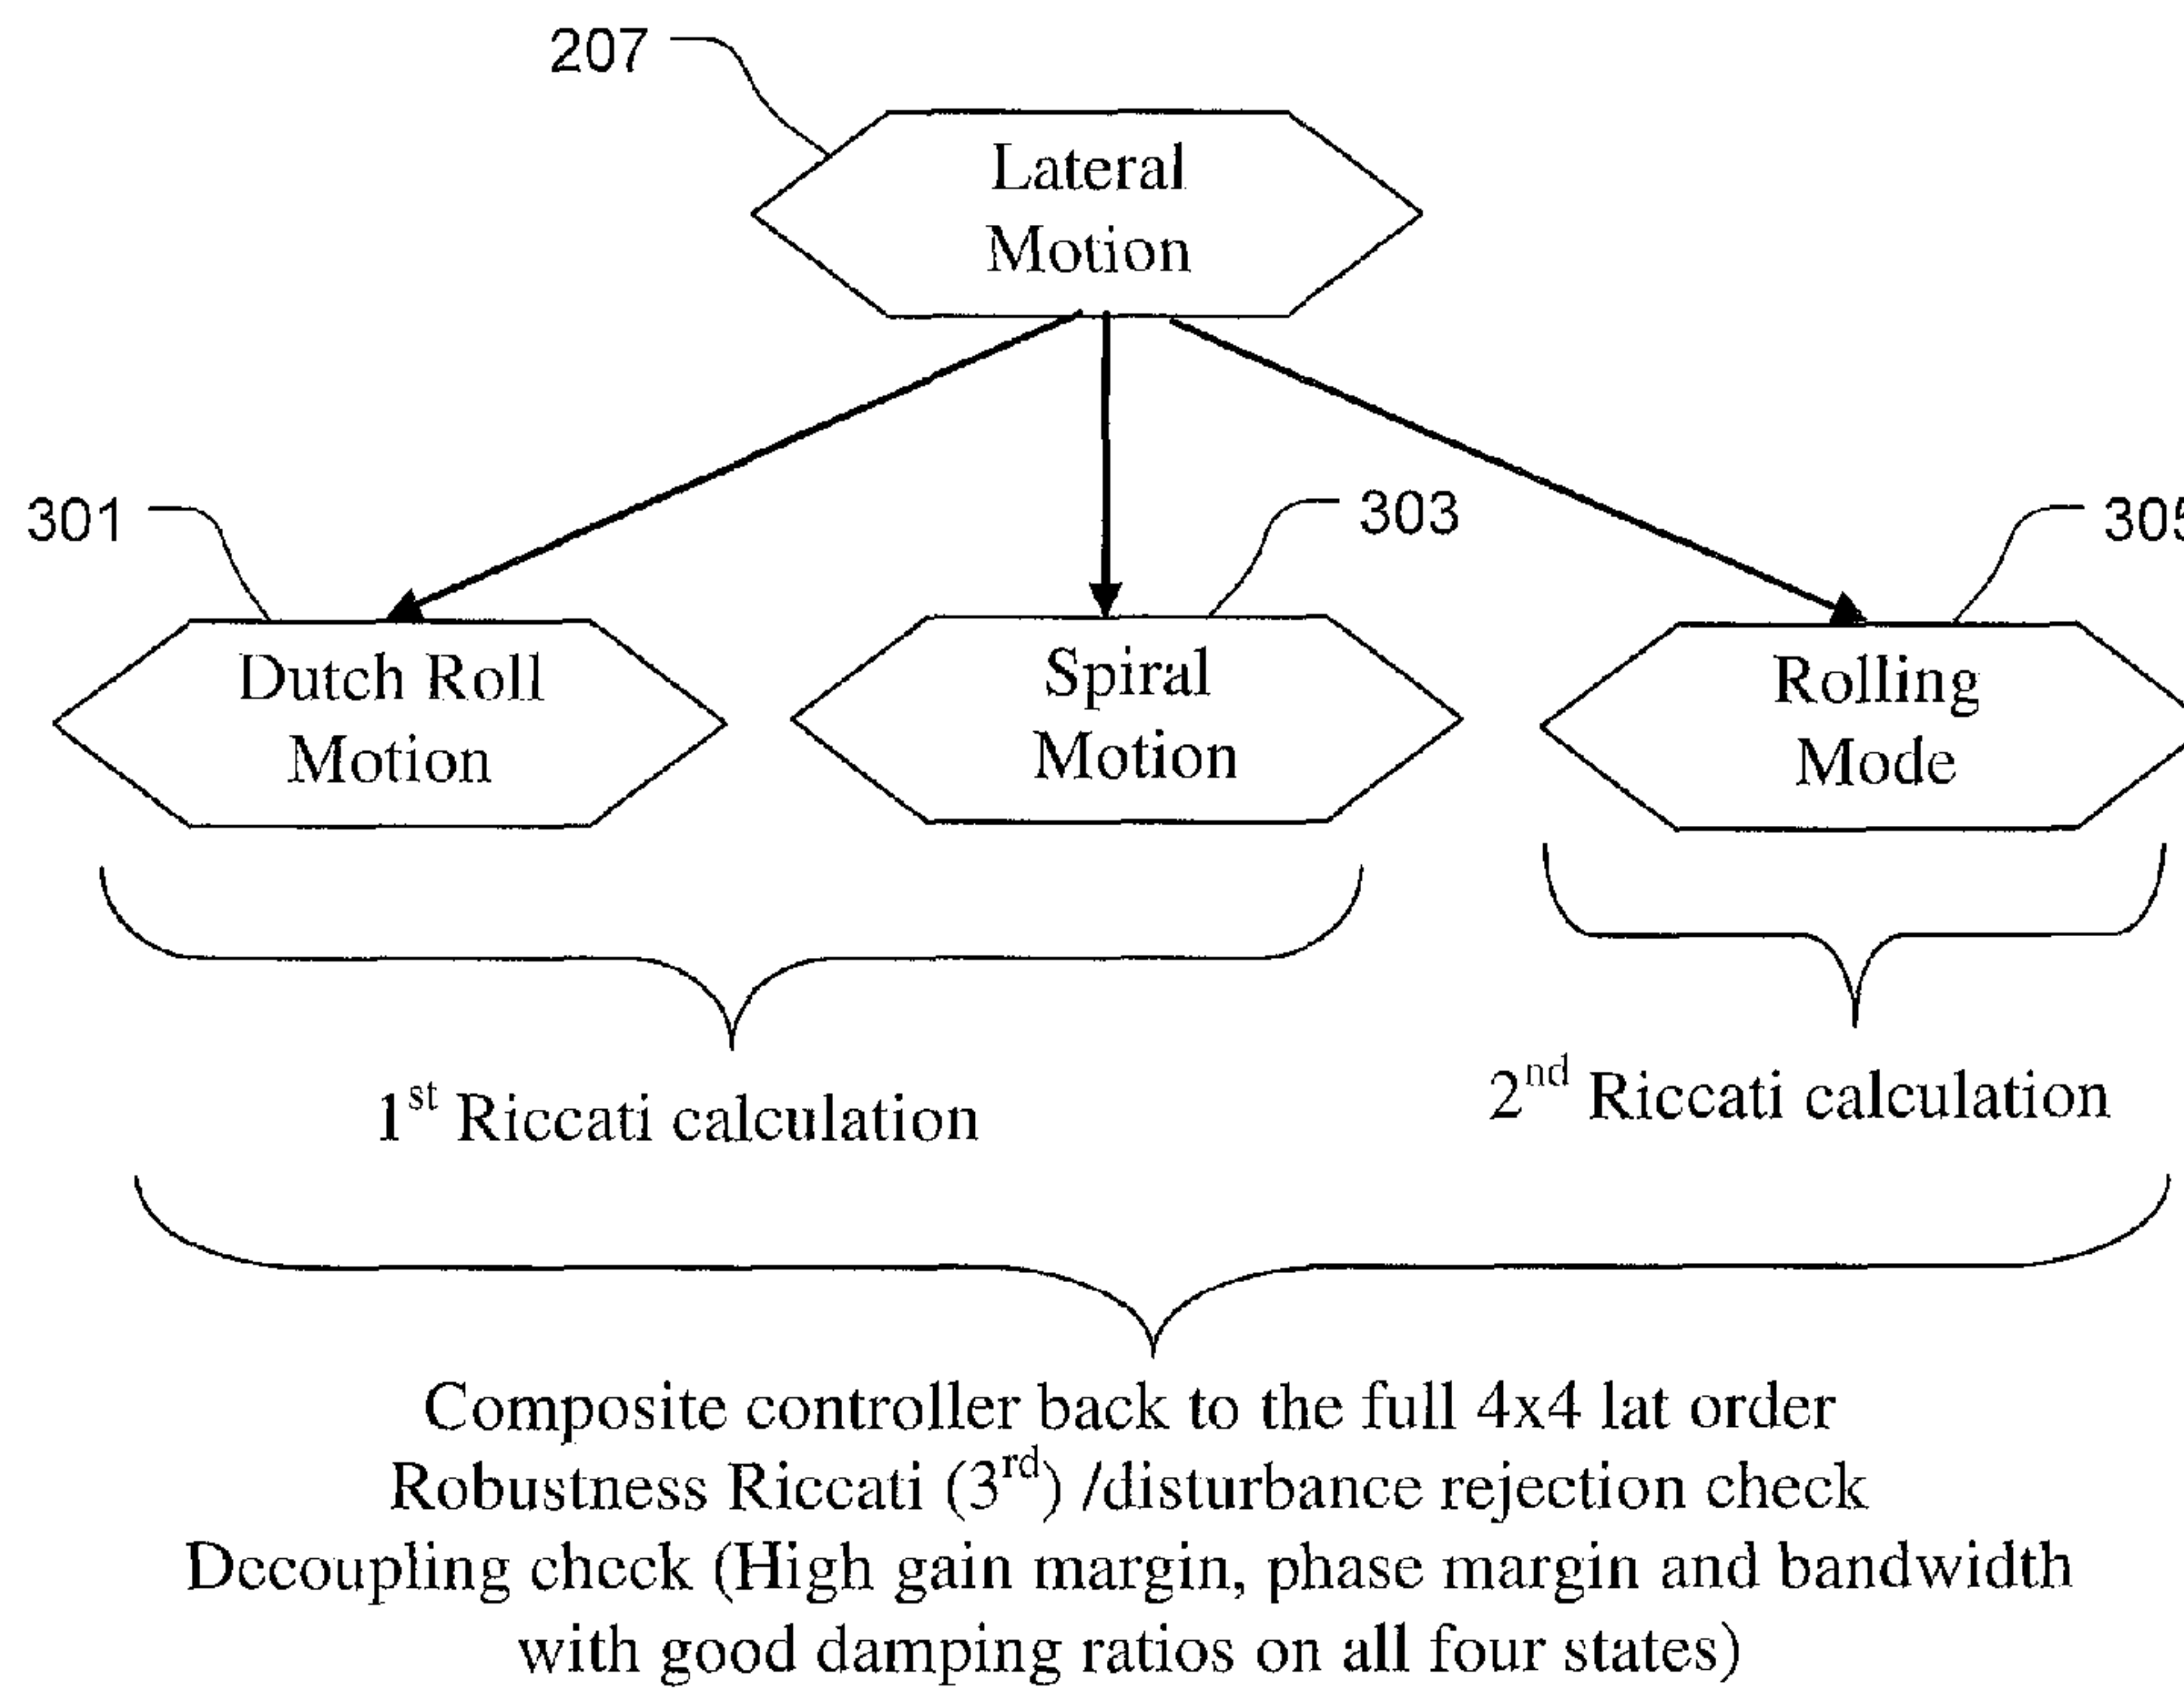 207
Lateral
Motion
301
303
305
Dutch Roll
Motion
Spiral
Motion
Rolling
Mode
1st Riccati calculation
2nd Riccati calculation
Composite controller back to the full 4x4 lat order
Robustness Riccati (3rd) /disturbance rejection check
Decoupling check (High gain margin, phase margin and bandwidth
with good damping ratios on all four states)